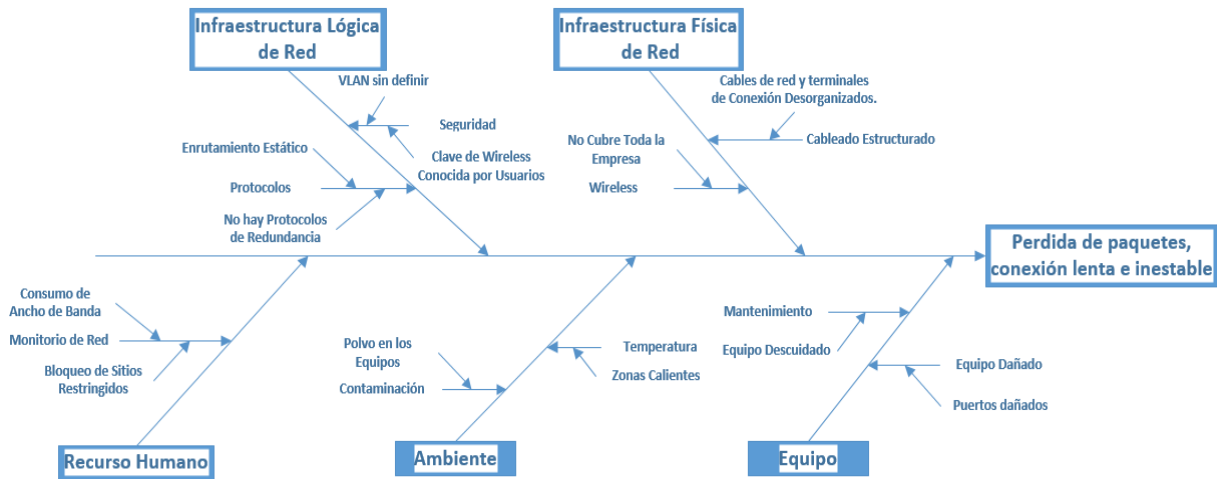 Infraestructura Lógica
de Red
Infraestructura Física
de Red
VLAN sin definir
Seguridad
Clave de Wireless
Conocida por Usuarios
Enrutamiento Estático
Protocolos
No hay Protocolos
de Redundancia
Cables de red y terminales
de Conexión Desorganizados.
Cableado Estructurado
No Cubre Toda la
Empresa
Wireless
Perdida de paquetes,
conexión lenta e inestable
Consumo de
Ancho de Banda
Monitorio de Red
Bloqueo de Sitios
Restringidos
Polvo en los
Equipos
Contaminación
Temperatura
Zonas Calientes
Mantenimiento
Equipo Descuidado
Equipo Dañado
Puertos dañados
Recurso Humano
Ambiente
Equipo